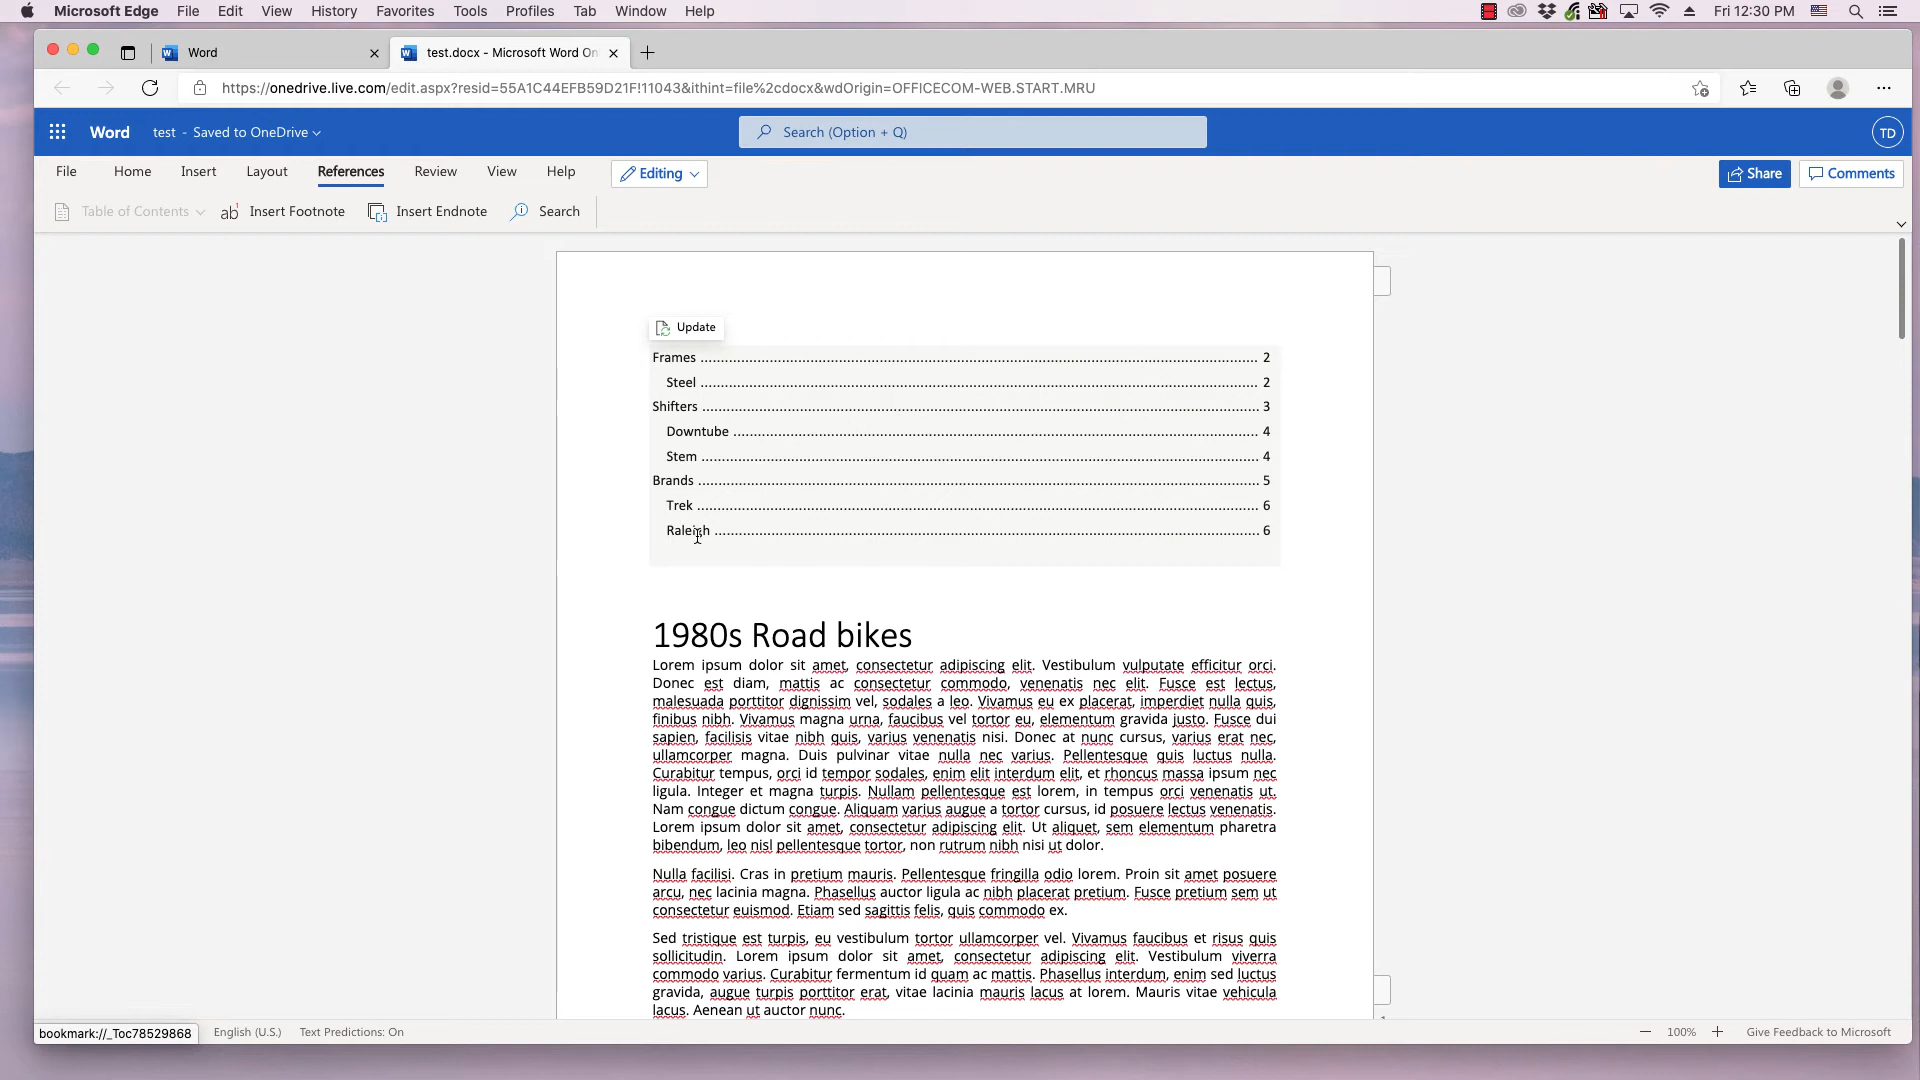 Microsoft Edge File Edit View History Favorites Tools Profiles Tab Window Help Fri 12:30 PM
Word test.docx - Microsoft Word On
https://onedrive.live.com/edit.aspx?resid=55A1C44EFB59D21F!11043&ithint=file%2cdocx&wdOrigin=OFFICECOM-WEB.START.MRU
Word test - Saved to OneDrive Search (Option + Q) TD
File Home Insert Layout References Review View Help Editing Share Comments
Table of Contents ab Insert Footnote Insert Endnote Search
Update
Frames 2
Steel 2
Shifters 3
Downtube 4
Stem 4
Brands 5
Trek 6
Raleigh 6
1980s Road bikes
Lorem ipsum dolor sit amet, consectetur adipiscing elit. Vestibulum vulputate efficitur orci.
Donec est diam, mattis ac consectetur commodo, venenatis nec elit. Fusce est lectus,
malesuada porttitor dignissim vel, sodales a leo. Vivamus eu ex placerat, imperdiet nulla quis,
finibus nibh. Vivamus magna urna, faucibus vel tortor eu, elementum gravida justo. Fusce dui
sapien, facilisis vitae nibh quis, varius venenatis nisi. Donec at nunc cursus, varius erat nec,
ullamcorper magna. Duis pulvinar vitae nulla nec varius. Pellentesque quis luctus nulla.
Curabitur tempus, orci id tempor sodales, enim elit interdum elit, et rhoncus massa ipsum nec
ligula. Integer et magna turpis. Nullam pellentesque est lorem, in tempus orci venenatis ut.
Nam congue dictum congue. Aliquam varius augue a tortor cursus, id posuere lectus venenatis.
Lorem ipsum dolor sit amet, consectetur adipiscing elit. Ut aliquet, sem elementum pharetra
bibendum, leo nisl pellentesque tortor, non rutrum nibh nisi ut dolor.
Nulla facilisi. Cras in pretium mauris. Pellentesque fringilla odio lorem. Proin sit amet posuere
arcu, nec lacinia magna. Phasellus auctor ligula ac nibh placerat pretium. Fusce pretium sem ut
consectetur euismod. Etiam sed sagittis felis, quis commodo ex.
Sed tristique est turpis, eu vestibulum tortor ullamcorper vel. Vivamus faucibus et risus quis
sollicitudin. Lorem ipsum dolor sit amet, consectetur adipiscing elit. Vestibulum viverra
commodo varius. Curabitur fermentum id quam ac mattis. Phasellus interdum, enim sed luctus
gravida, augue turpis porttitor erat, vitae lacinia mauris lacus at lorem. Mauris vitae vehicula
lacus. Aenean ut auctor nunc.
bookmark://_Toc78529868 English (U.S.) Text Predictions: On 100% Give Feedback to Microsoft